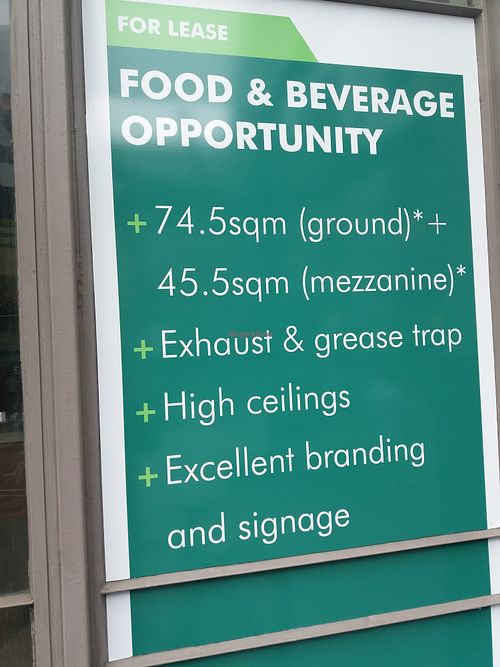 FOR LEASE
FOOD & BEVERAGE
OPPORTUNITY
+ 74.5sqm (ground)*+
45.5sqm (mezzanine)*
+ Exhaust & grease trap
+ High ceilings
+ Excellent branding
and signage